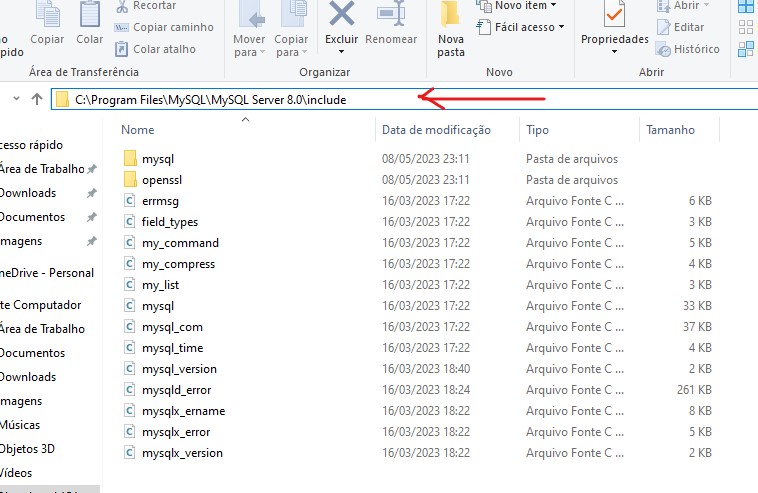 Copiar
Colar
Recortar
Copiar caminho
Colar atalho
Mover
para
Copiar
para
Excluir
Renomear
Nova
pasta
Novo item
Fácil acesso
Propriedades
Abrir
Editar
Histórico
Área de Transferência
Organizar
Novo
Abrir
C:\Program Files\MySQL\MySQL Server 8.0\include
Nome Data de modificação Tipo Tamanho
mysql 08/05/2023 23:11 Pasta de arquivos
openssl 08/05/2023 23:11 Pasta de arquivos
errmsg 16/03/2023 17:22 Arquivo Fonte C ... 6 KB
field_types 16/03/2023 17:22 Arquivo Fonte C ... 3 KB
my_command 16/03/2023 17:22 Arquivo Fonte C ... 5 KB
my_compress 16/03/2023 17:22 Arquivo Fonte C ... 4 KB
my_list 16/03/2023 17:22 Arquivo Fonte C ... 3 KB
mysql 16/03/2023 17:22 Arquivo Fonte C ... 33 KB
mysql_com 16/03/2023 17:22 Arquivo Fonte C ... 37 KB
mysql_time 16/03/2023 17:22 Arquivo Fonte C ... 4 KB
mysql_version 16/03/2023 18:40 Arquivo Fonte C ... 2 KB
mysqld_error 16/03/2023 18:24 Arquivo Fonte C ... 261 KB
mysqlx_ername 16/03/2023 18:22 Arquivo Fonte C ... 8 KB
mysqlx_error 16/03/2023 18:22 Arquivo Fonte C ... 5 KB
mysqlx_version 16/03/2023 18:22 Arquivo Fonte C ... 2 KB
cesso rápido
Área de Trabalho
Downloads
Documentos
magens
neDrive - Personal
te Computador
Área de Trabalho
Documentos
Downloads
magens
Músicas
Objetos 3D
Vídeos